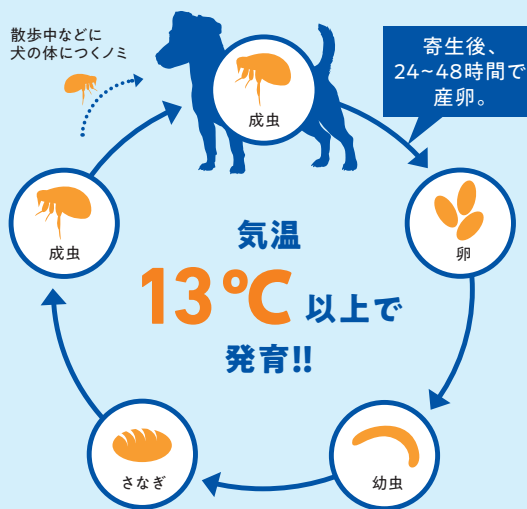 散歩中などに
犬の体につくノミ
成虫
寄生後、
24~48時間で
産卵。
成虫
卵
気温
13℃以上で
発育!!
さなぎ
幼虫